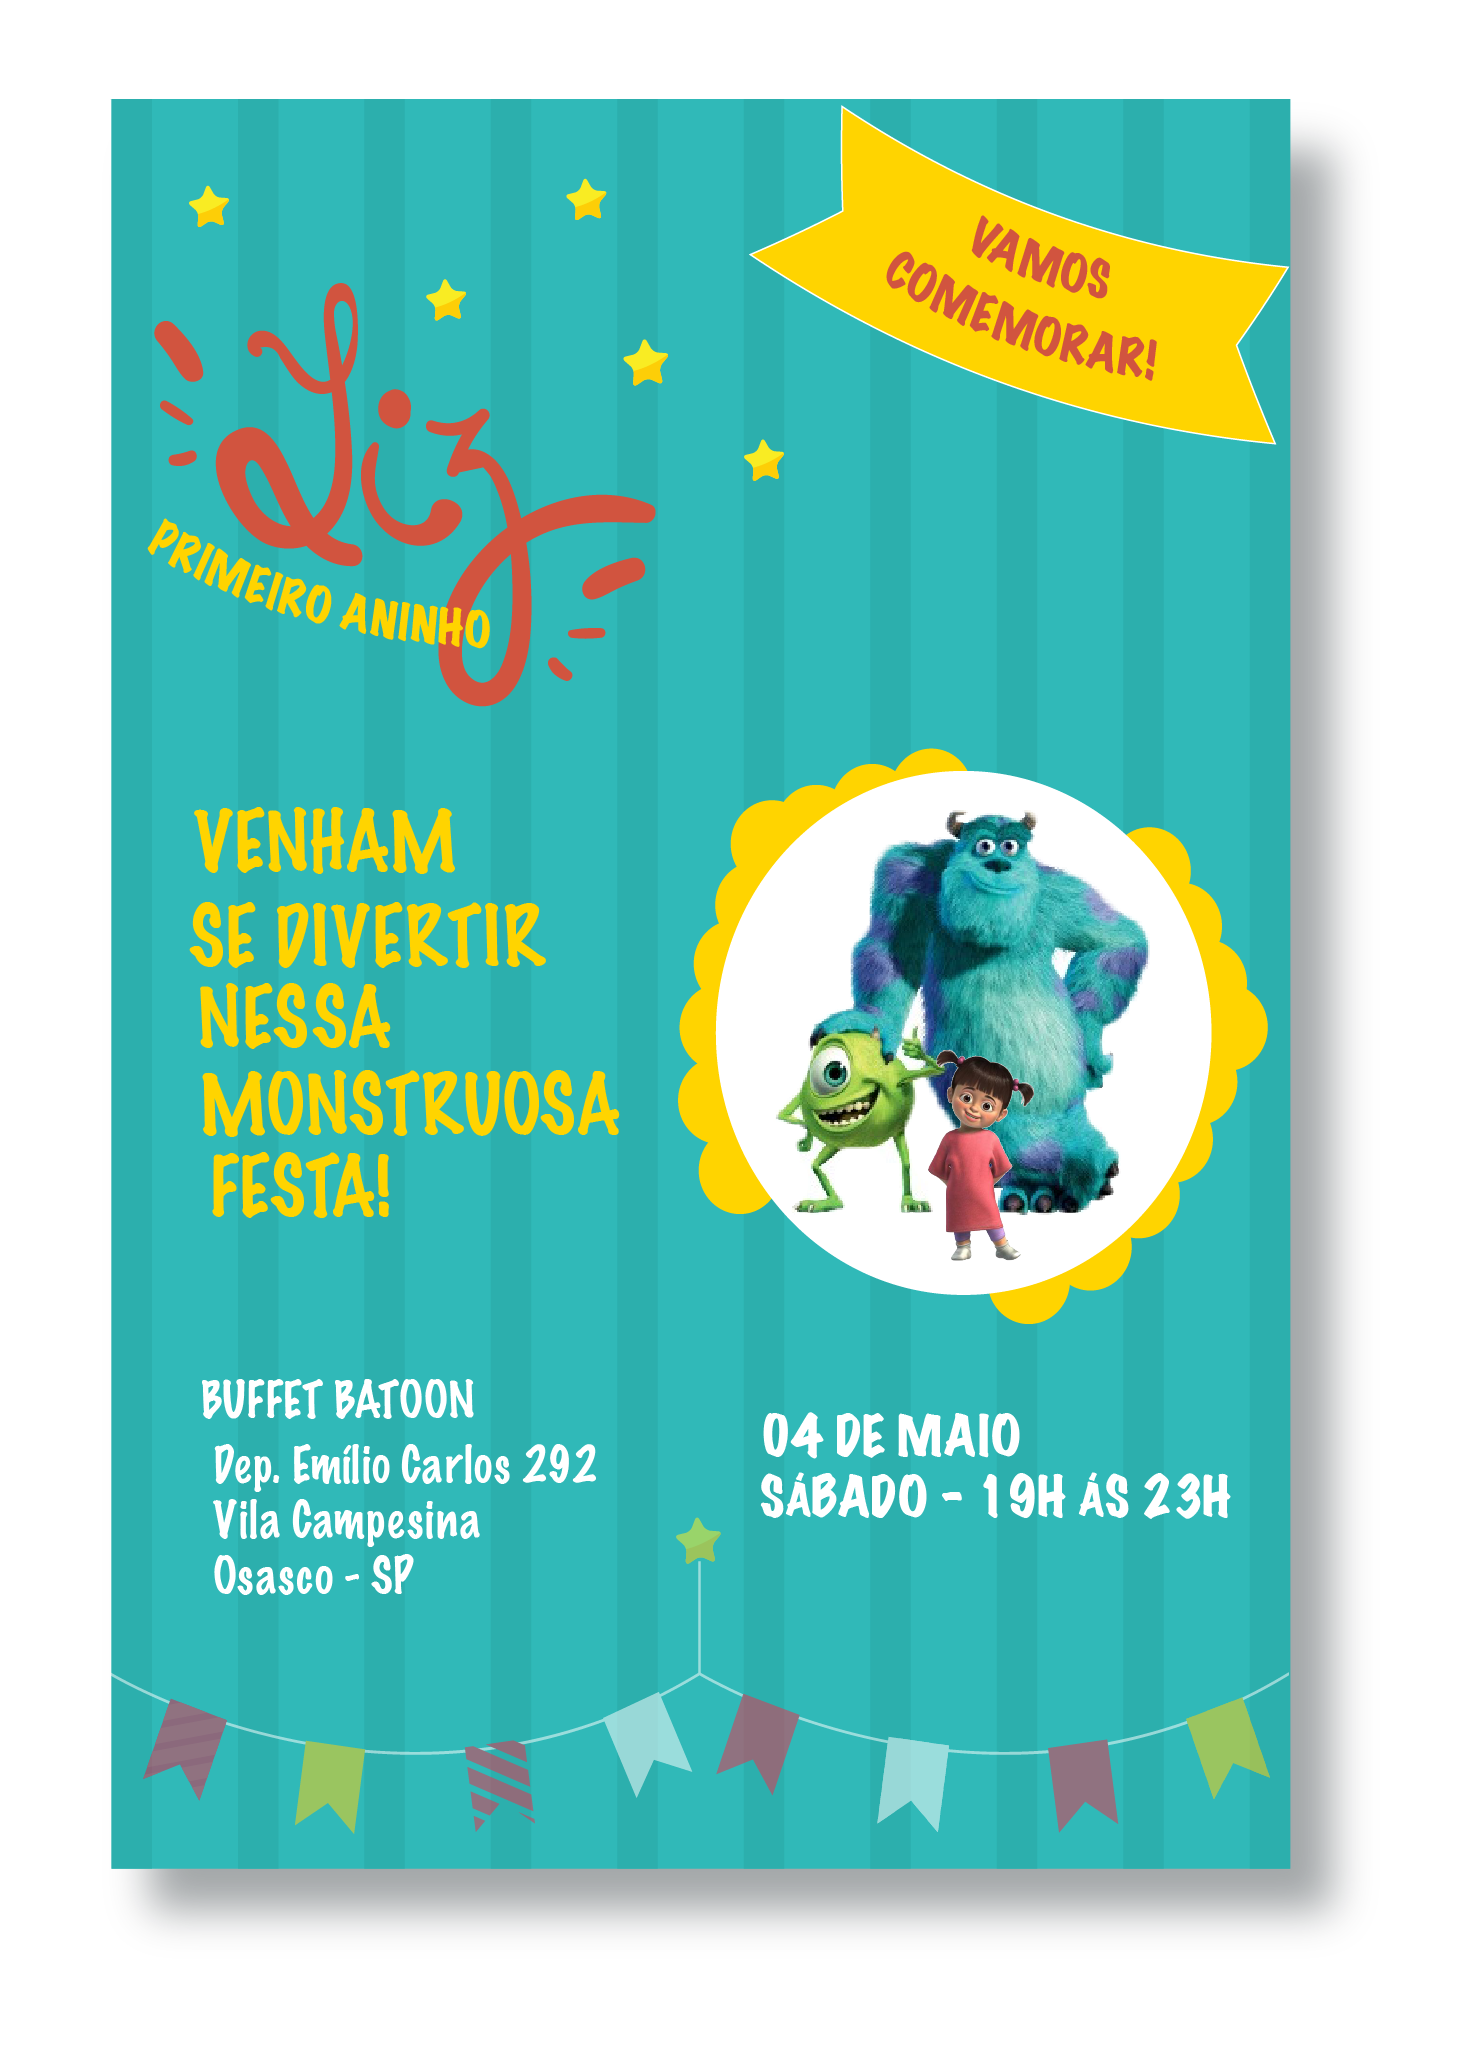 VAMOS
COMEMORAR!
Liz
PRIMEIRO ANINHO
VENHAM
SE DIVERTIR
NESSA
MONSTRUOSA
FESTA!
BUFFET BATOON
Dep. Emílio Carlos 292
Vila Campesina
Osasco - SP
04 DE MAIO
SÁBADO - 19H ÁS 23H